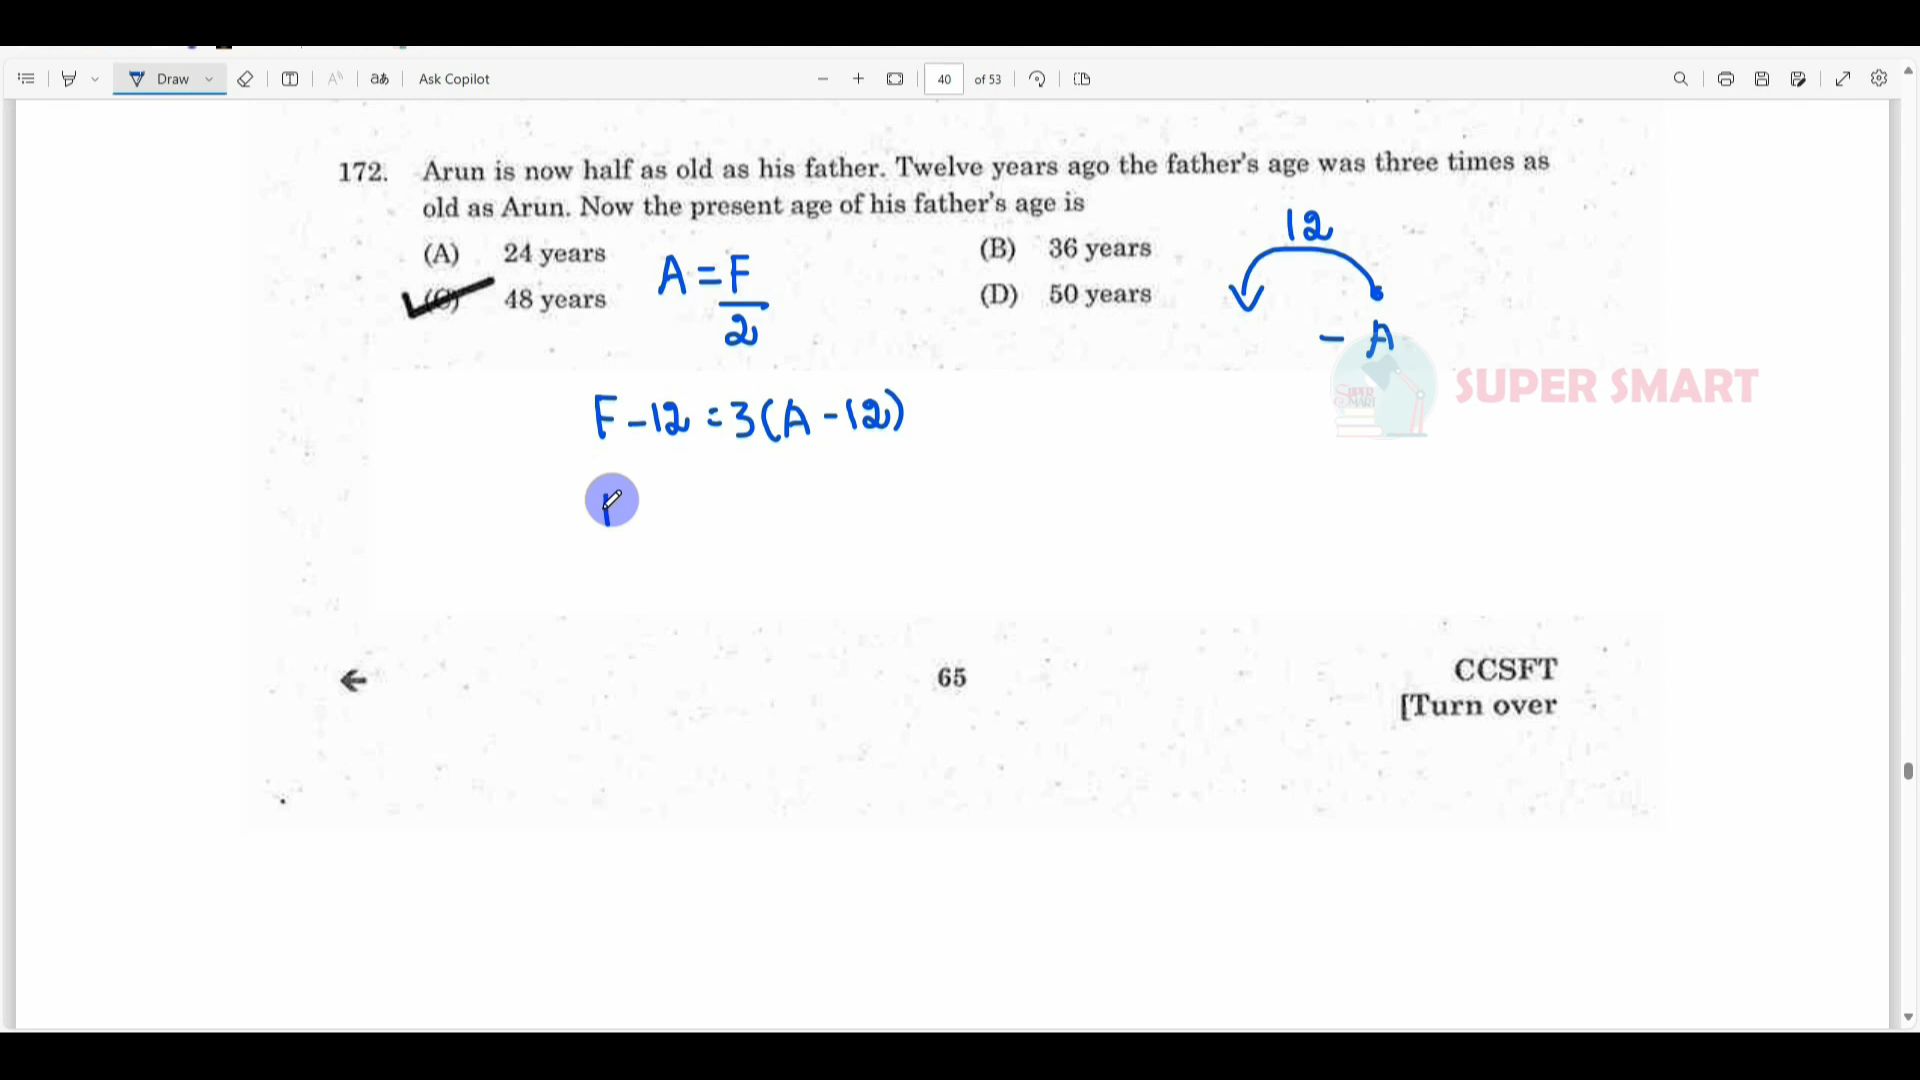 Draw
Ask Copilot
40 of 53
172. Arun is now half as old as his father. Twelve years ago the father's age was three times as
old as Arun. Now the present age of his father's age is
(A) 24 years
(B) 36 years
(C) 48 years
(D) 50 years
A = F
2
12
- A
SUPER SMART
F - 12 = 3(A - 12)
65
CCSFT
[Turn over